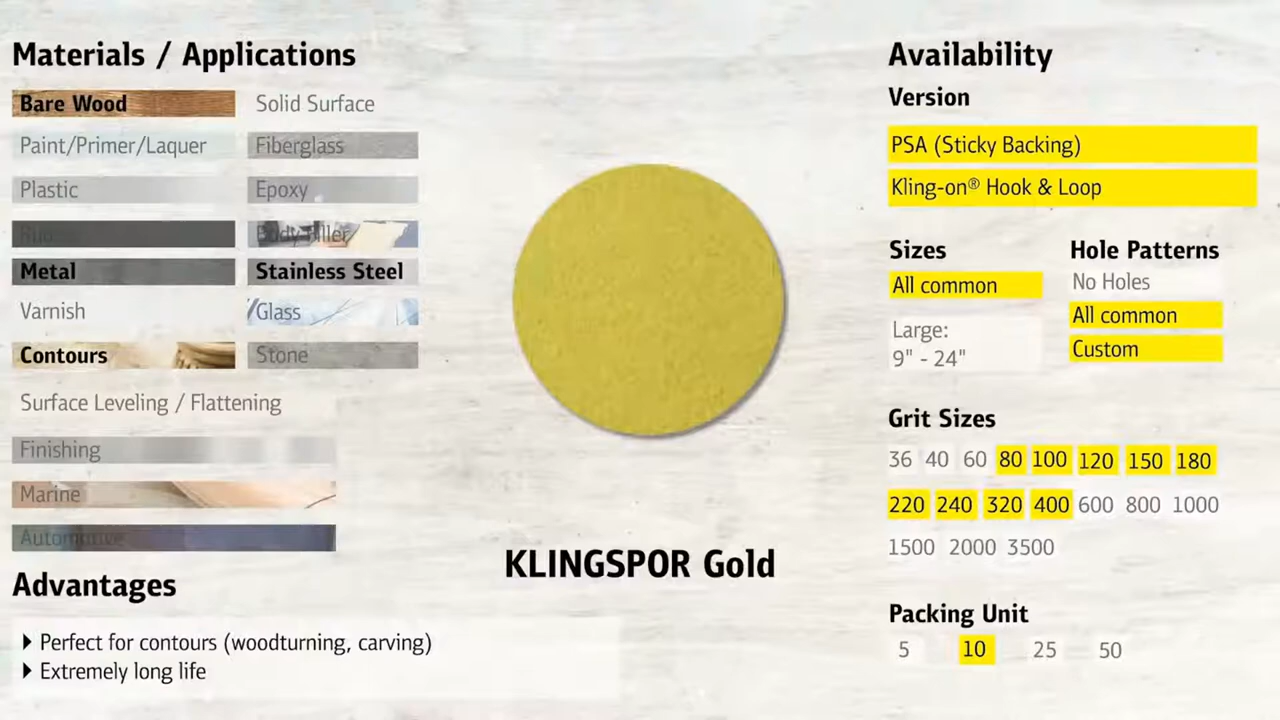 Materials / Applications
Bare Wood
Solid Surface
Paint/Primer/Laquer
Fiberglass
Plastic
Epoxy
Rubber
Body Filler
Metal
Stainless Steel
Varnish
Glass
Contours
Stone
Surface Leveling / Flattening
Finishing
Marine
Automotive
Advantages
Perfect for contours (woodturning, carving)
Extremely long life
KLINGSPOR Gold
Availability
Version
PSA (Sticky Backing)
Kling-on® Hook & Loop
Sizes
All common
Large:
9" - 24"
Hole Patterns
No Holes
All common
Custom
Grit Sizes
36 40 60 80 100 120 150 180
220 240 320 400 600 800 1000
1500 2000 3500
Packing Unit
5 10 25 50